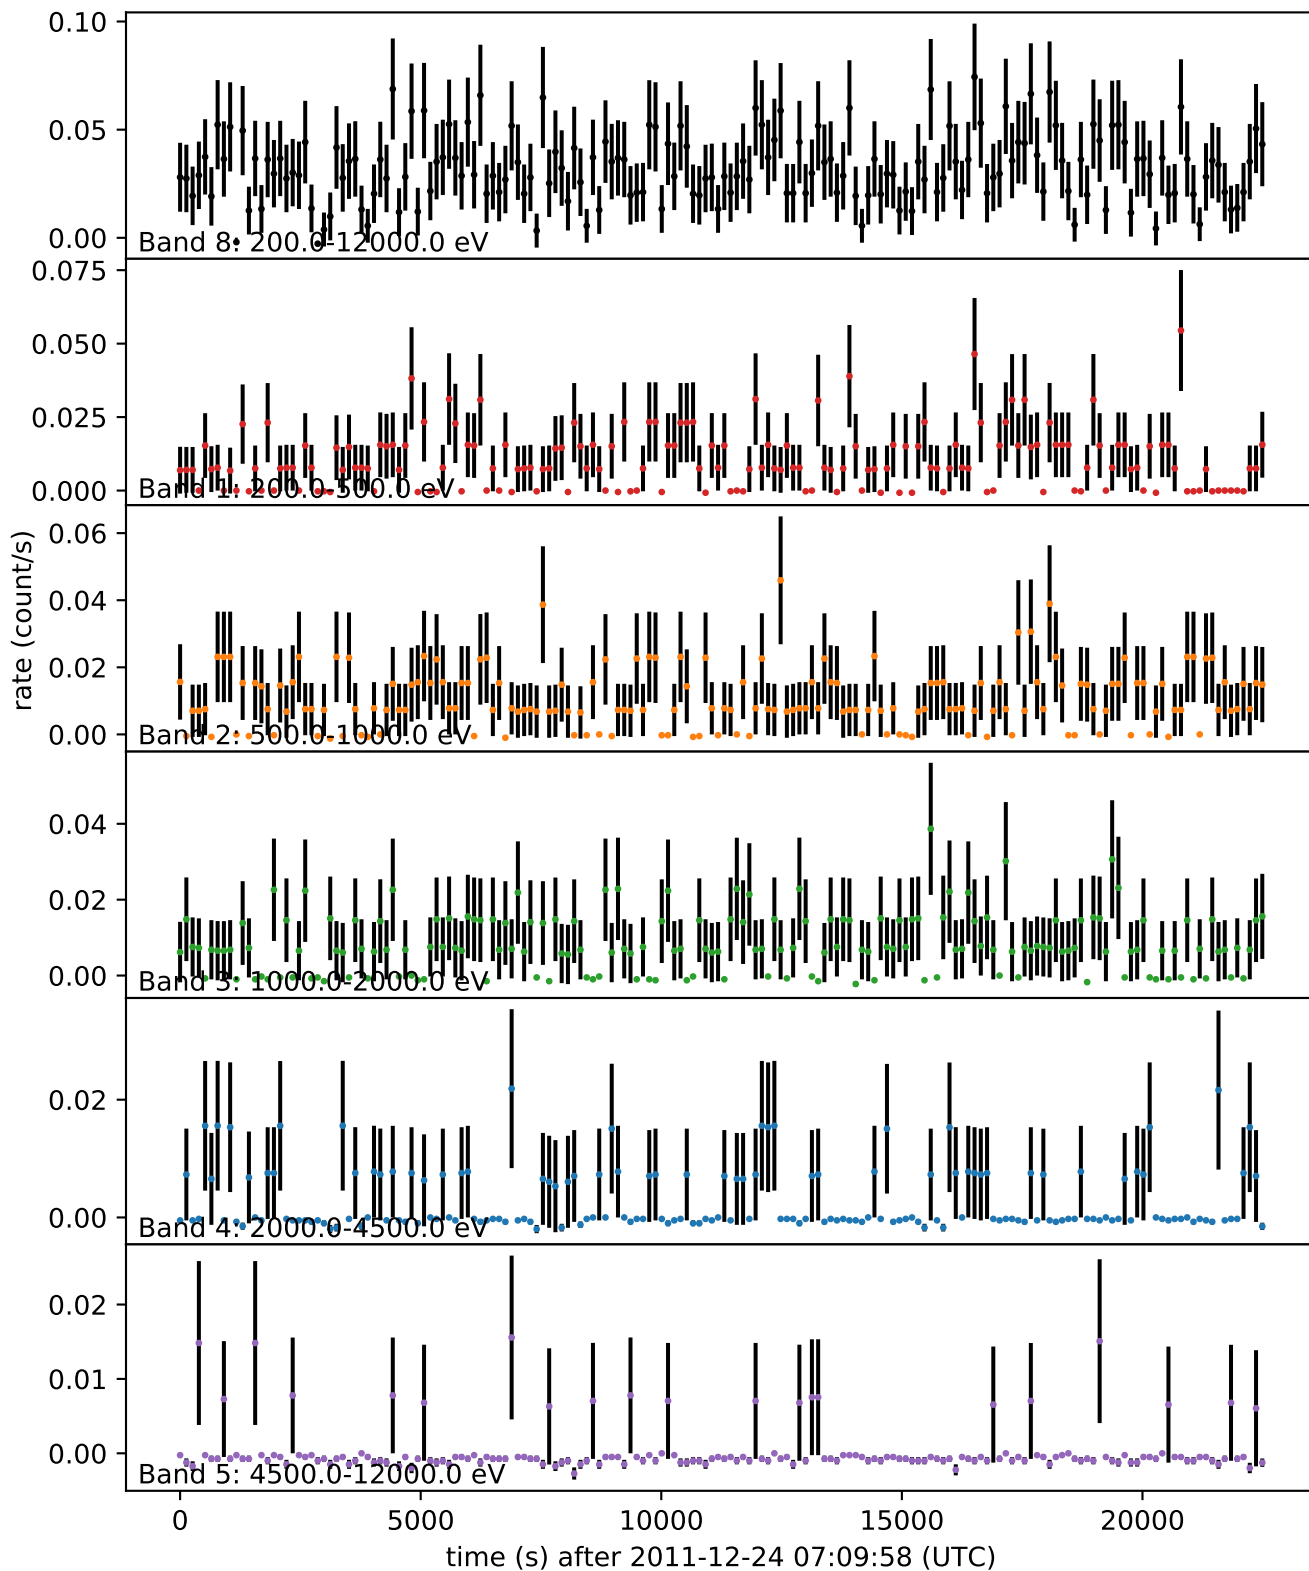 0.10
0.05
0.00
Band 8: 200.0-12000.0 eV
0.075
0.050
0.025
0.000
Band 1: 200.0-500.0 eV
rate (count/s)
0.06
0.04
0.02
0.00
Band 2: 500.0-1000.0 eV
0.04
0.02
0.00
Band 3: 1000.0-2000.0 eV
0.02
0.00
Band 4: 2000.0-4500.0 eV
0.02
0.01
0.00
Band 5: 4500.0-12000.0 eV
0 5000 10000 15000 20000
time (s) after 2011-12-24 07:09:58 (UTC)